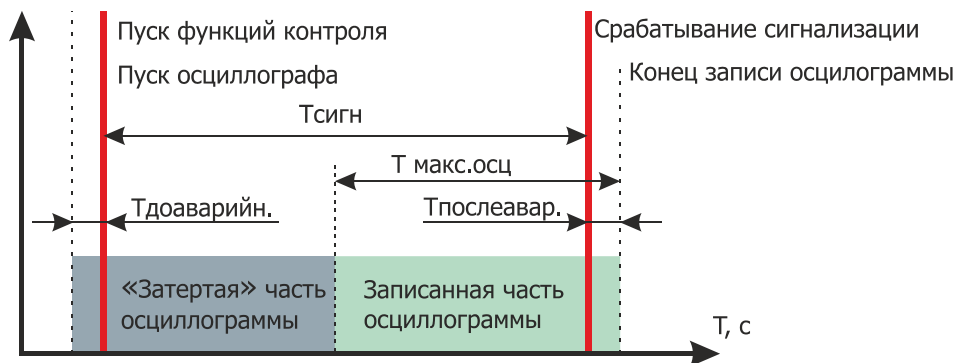 Пуск функций контроля
Срабатывание сигнализации
Пуск осциллографа
Конец записи осцилограммы
Тсигн
Т макс.осц
Тдоаварийн.
Тпослеавар.
«Затертая» часть
осциллограммы
Записанная часть
осциллограммы
Т, с